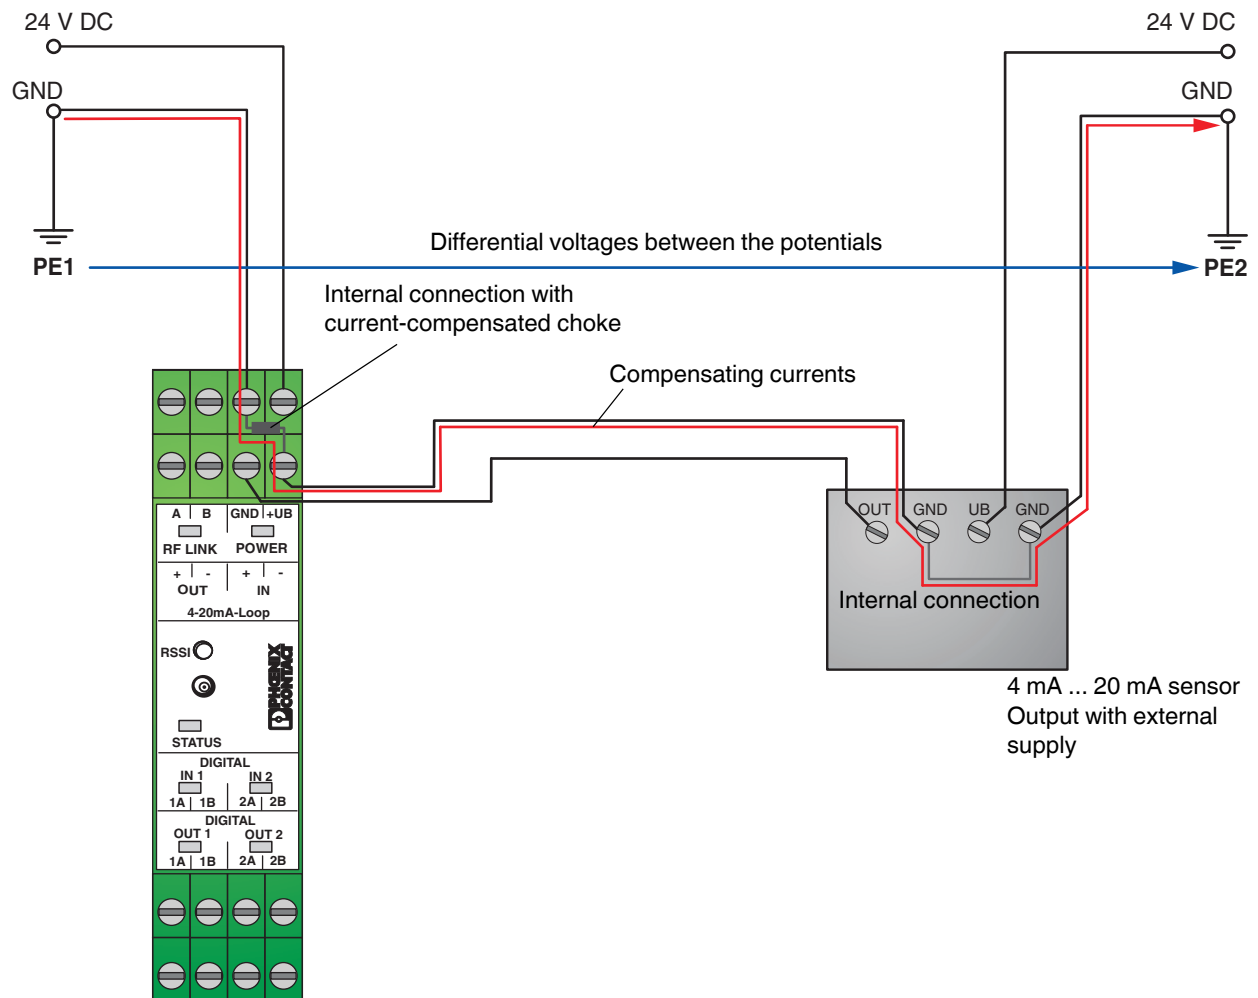 24 V DC
24 V DC
GND
GND
Differential voltages between the potentials
PE1
PE2
Internal connection with
current-compensated choke
Compensating currents
OUT GND UB GND
A B GND +UB
RF LINK POWER
+ - + -
OUT IN
4-20mA-Loop
Internal connection
RSSI
PHŒNIX
CONTACT
4 mA ... 20 mA sensor
Output with external
supply
STATUS
DIGITAL
IN 1 IN 2
1A 1B 2A 2B
DIGITAL
OUT 1 OUT 2
1A 1B 2A 2B